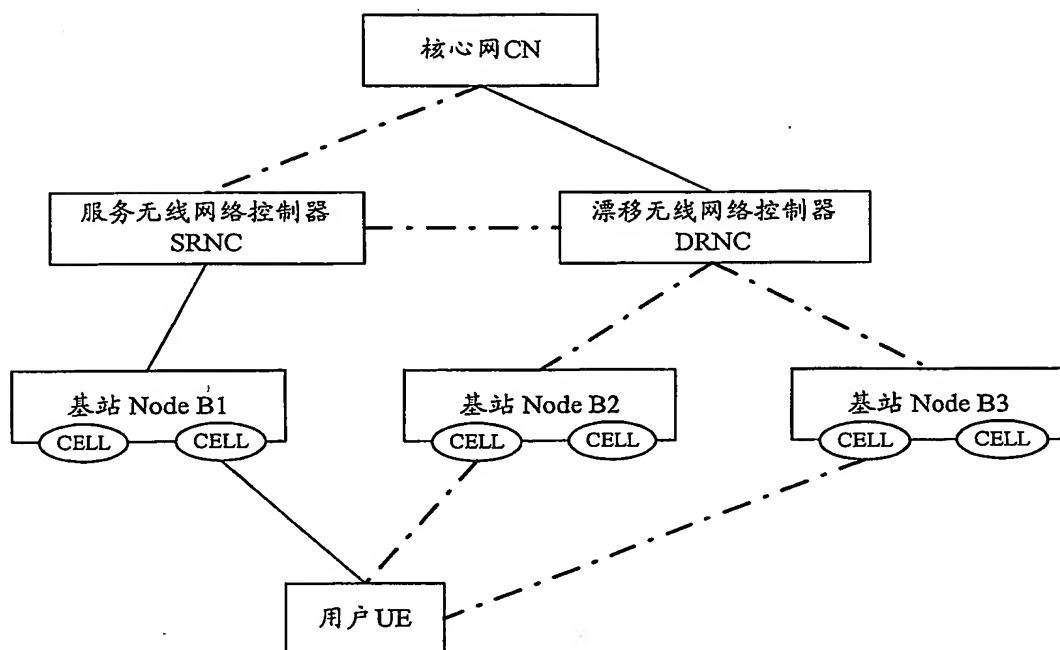 核心网CN
服务无线网络控制器
SRNC
漂移无线网络控制器
DRNC
基站 Node B1
CELL
CELL
基站 Node B2
CELL
CELL
基站 Node B3
CELL
CELL
用户UE